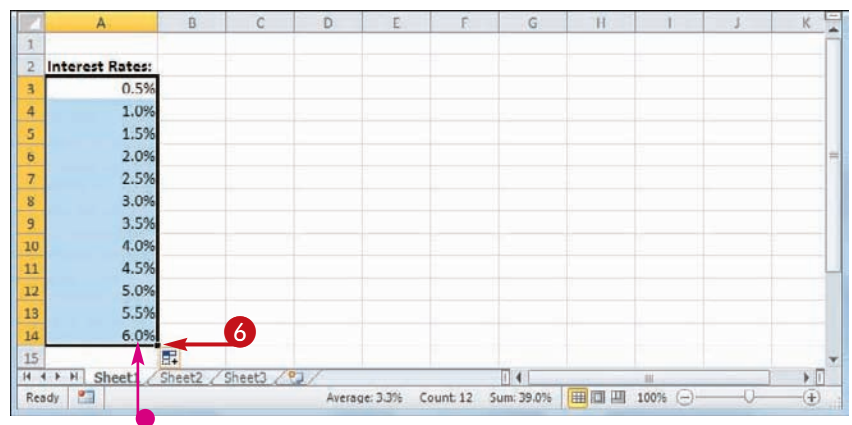 A B C D E F G H I J K
1
2 Interest Rates:
3 0.5%
4 1.0%
5 1.5%
6 2.0%
7 2.5%
8 3.0%
9 3.5%
10 4.0%
11 4.5%
12 5.0%
13 5.5%
14 6.0% 6
15
Sheet1 Sheet2 Sheet3
Ready Average: 3.3% Count: 12 Sum: 39.0% 100%